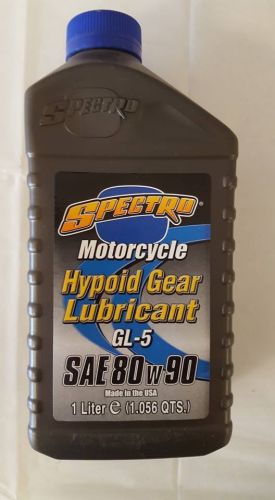 SPECTRO
SPECTRO
Motorcycle
Hypoid Gear
Lubricant
GL-5
SAE 80w90
Made in the USA
1 Liter ℮ (1.056 QTS.)